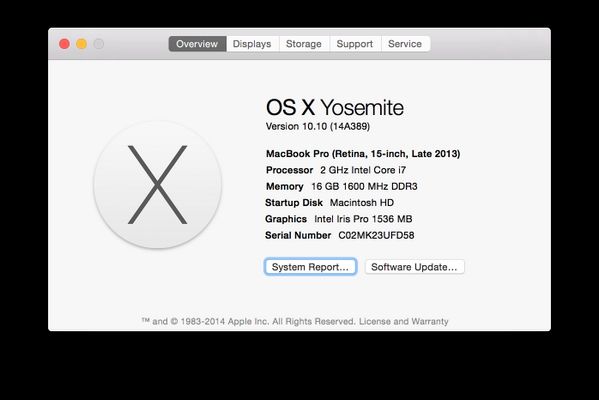 Overview Displays Storage Support Service
OS X Yosemite
Version 10.10 (14A389)
MacBook Pro (Retina, 15-inch, Late 2013)
Processor 2 GHz Intel Core i7
Memory 16 GB 1600 MHz DDR3
Startup Disk Macintosh HD
Graphics Intel Iris Pro 1536 MB
Serial Number C02MK23UFD58
System Report... Software Update...
™ and © 1983-2014 Apple Inc. All Rights Reserved. License and Warranty